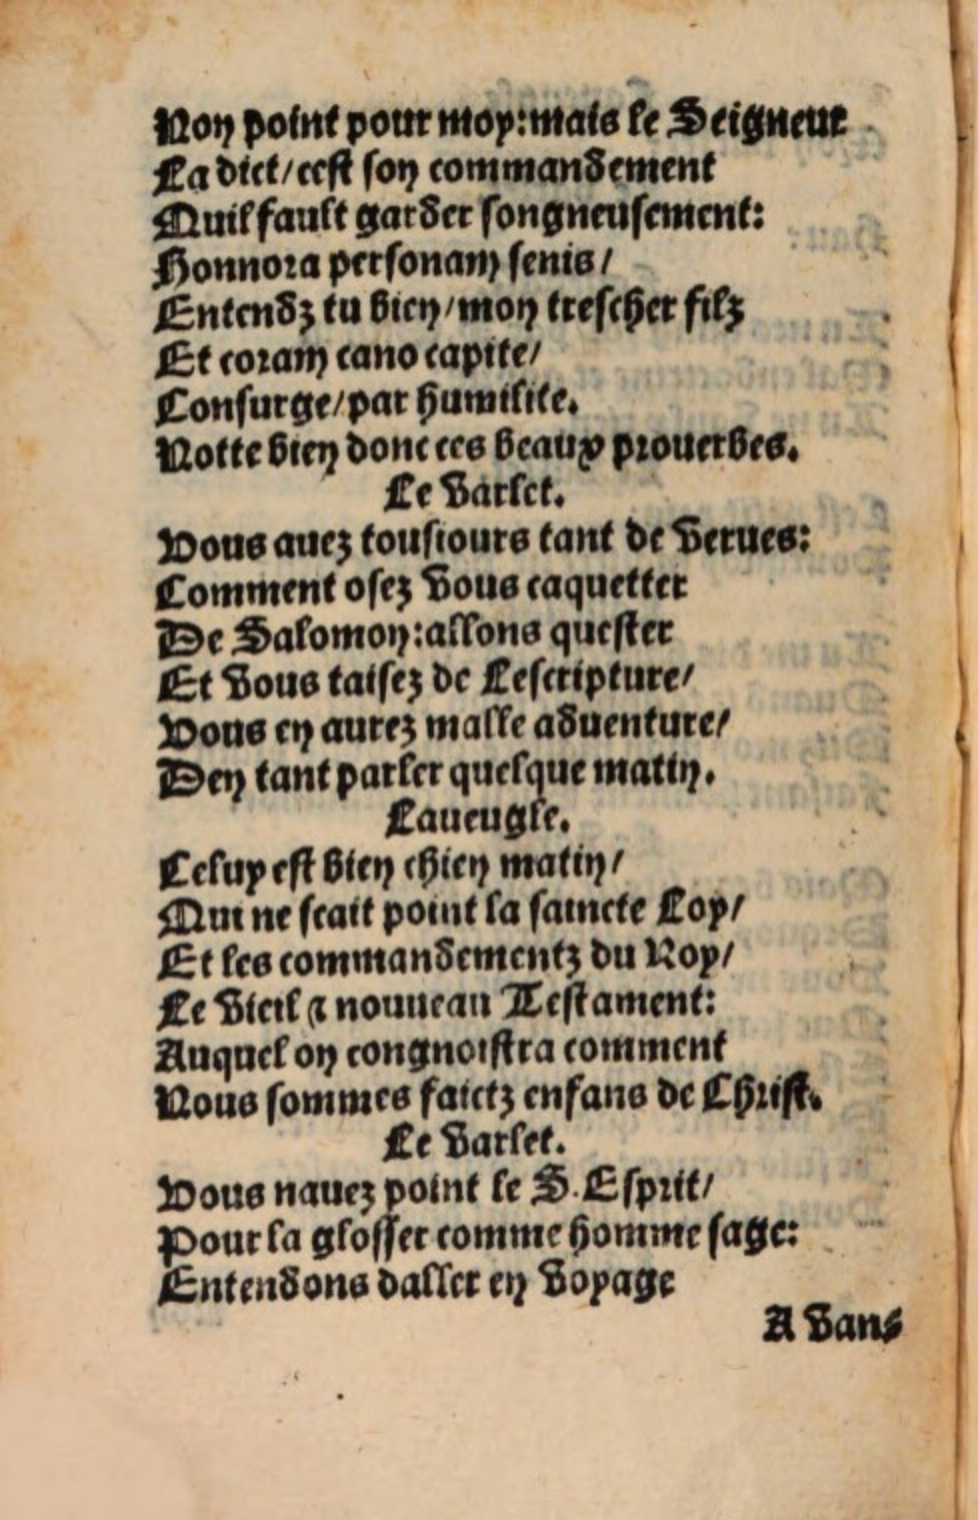 Non point pour moy:mais le Seigneur
La dict/cest son commandement
Quil fault garder songneusement:
Honnora personam senis/
Entendz tu bien/mon trescher filz
Et coram cano capite/
Consurge/par humilite.
Notte bien donc ces beaux prouerbes.
Le varlet.
Vous auez tousiours tant de verues:
Comment osez vous caquetter
De Salomon:allons quester
Et vous taisez de Lescripture/
Vous en aurez malle aduenture/
Den tant parler quelque matin.
Laueugle.
Celuy est bien chien matin/
Qui ne scait point la saincte Loy/
Et les commandementz du Roy/
Le vieil & nouueau Testament:
Auquel on congnoistra comment
Nous sommes faictz enfans de Christ.
Le varlet.
Vous nauez point le S. Esprit/
Pour la glosser comme homme sage:
Entendons daller en voyage
A vans